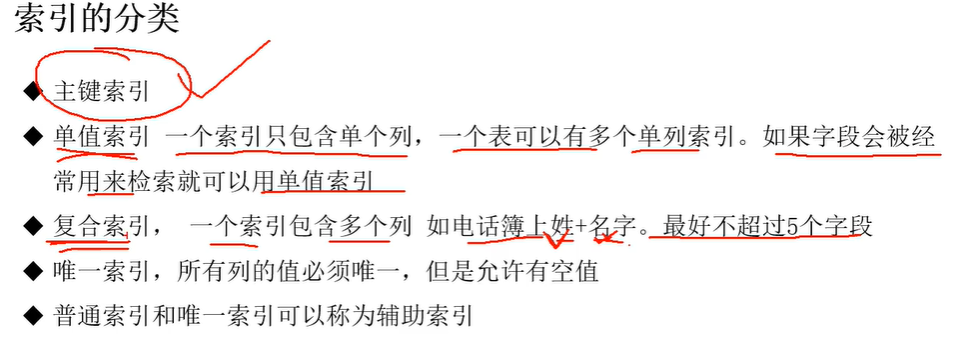 索引的分类
◆ 主键索引
◆ 单值索引 一个索引只包含单个列，一个表可以有多个单列索引。如果字段会被经
常用来检索就可以用单值索引
◆ 复合索引， 一个索引包含多个列 如电话簿上姓+名字。最好不超过5个字段
◆ 唯一索引，所有列的值必须唯一，但是允许有空值
◆ 普通索引和唯一索引可以称为辅助索引